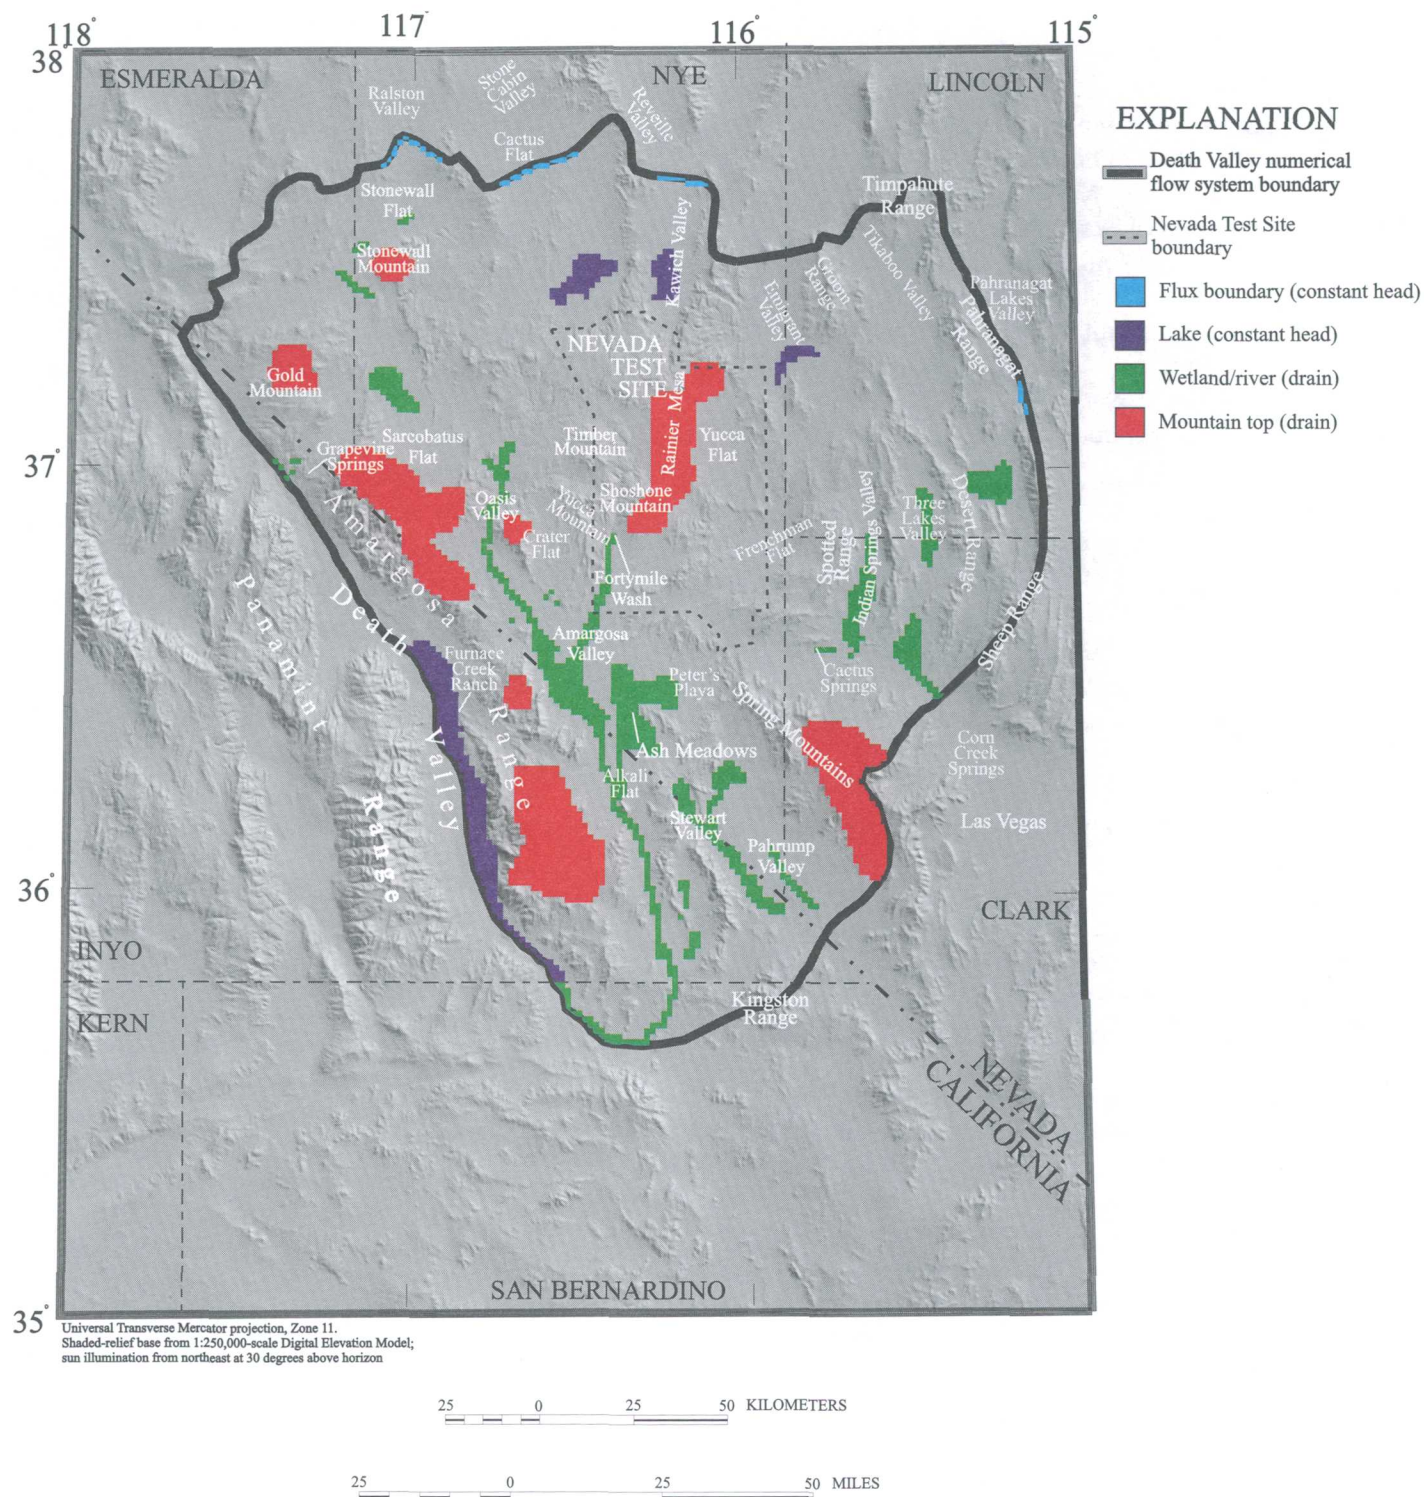 118°
117°
116°
115°
38°
ESMERALDA
NYE
LINCOLN
Ralston
Valley
Stone
Cabin
Valley
Reveille
Valley
Cactus
Flat
Stonewall
Flat
Timpahute
Range
Stonewall
Mountain
Kawich Valley
Groom
Range
Tikaboo Valley
Pahranagat
Lakes
Valley
Emigrant
Valley
Pahranagat
Range
NEVADA
TEST
SITE
Gold
Mountain
Rainier Mesa
37°
Grapevine
Springs
Sarcobatus
Flat
Timber
Mountain
Yucca
Flat
Oasis
Valley
Yucca
Mountain
Shoshone
Mountain
Crater
Flat
Frenchman
Flat
Spotted
Range
Indian Springs Valley
Three
Lakes
Valley
Desert Range
Fortymile
Wash
Amargosa
Range
Panamint
Range
Death
Valley
Sheep Range
Furnace
Creek
Ranch
Amargosa
Valley
Peter's
Playa
Cactus
Springs
Spring Mountains
Ash Meadows
Corn
Creek
Springs
Alkali
Flat
Stewart
Valley
Las Vegas
Pahrump
Valley
36°
CLARK
INYO
KERN
Kingston
Range
NEVADA
CALIFORNIA
SAN BERNARDINO
35°
EXPLANATION
Death Valley numerical
flow system boundary
Nevada Test Site
boundary
Flux boundary (constant head)
Lake (constant head)
Wetland/river (drain)
Mountain top (drain)
Universal Transverse Mercator projection, Zone 11.
Shaded-relief base from 1:250,000-scale Digital Elevation Model;
sun illumination from northeast at 30 degrees above horizon
25 0 25 50 KILOMETERS
25 0 25 50 MILES